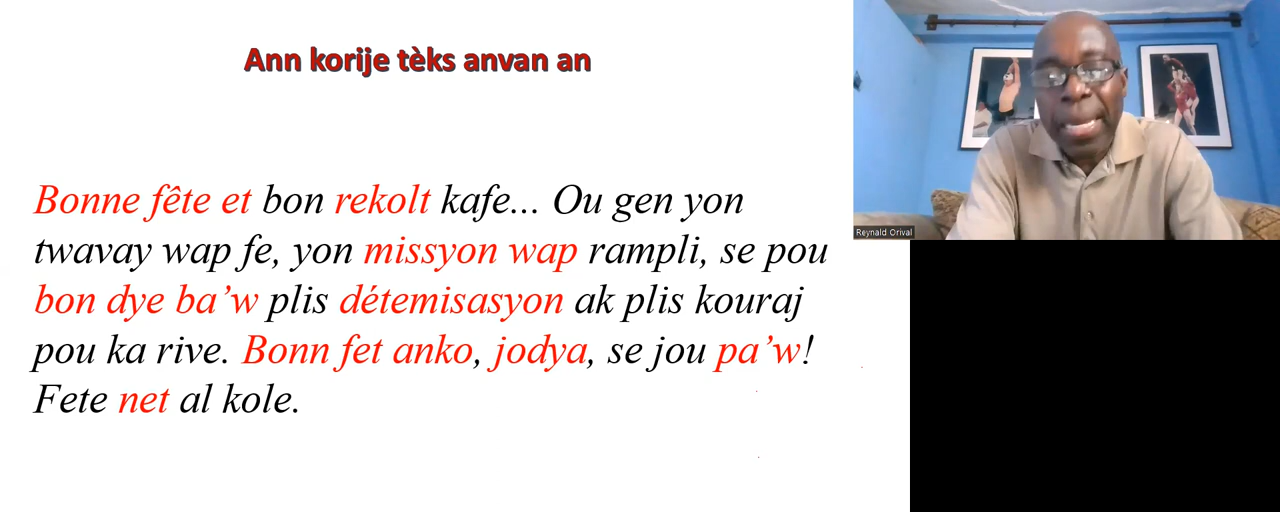 Ann korije tèks anvan an
Bonne fête et bon rekolt kafe... Ou gen yon
twavay wap fe, yon missyon wap rampli, se pou
bon dye ba’w plis détemisasyon ak plis kouraj
pou ka rive. Bonn fet anko, jodya, se jou pa’w!
Fete net al kole.
Reynald Orival